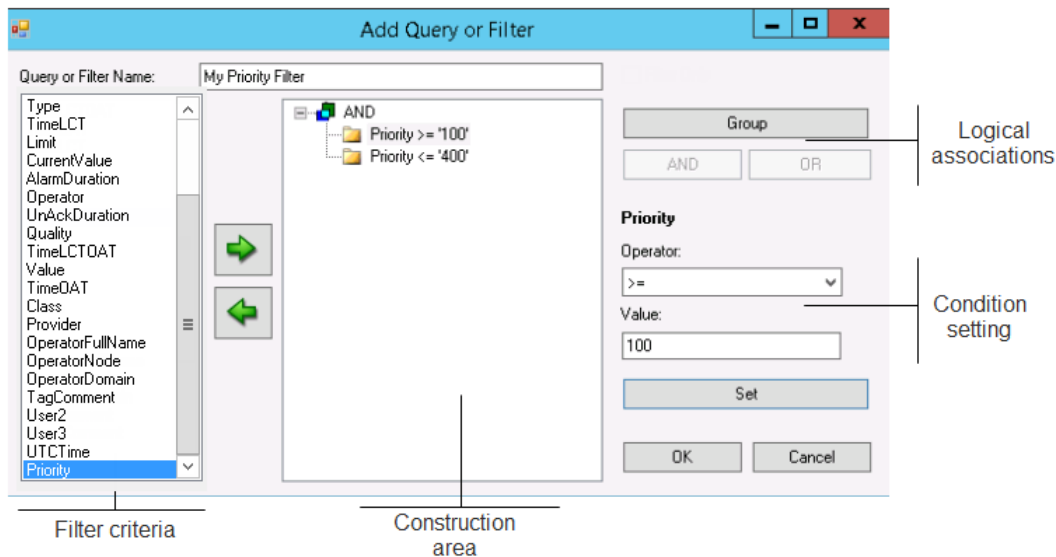 Add Query or Filter
Query or Filter Name:
My Priority Filter
Type
TimeLCT
Limit
CurrentValue
AlarmDuration
Operator
UnAckDuration
Quality
TimeLCTOAT
Value
TimeOAT
Class
Provider
OperatorFullName
OperatorNode
OperatorDomain
TagComment
User2
User3
UTCTime
Priority
AND
Priority >= '100'
Priority <= '400'
Group
AND
OR
Priority
Operator:
>=
Value:
100
Set
OK
Cancel
Logical
associations
Condition
setting
Filter criteria
Construction
area